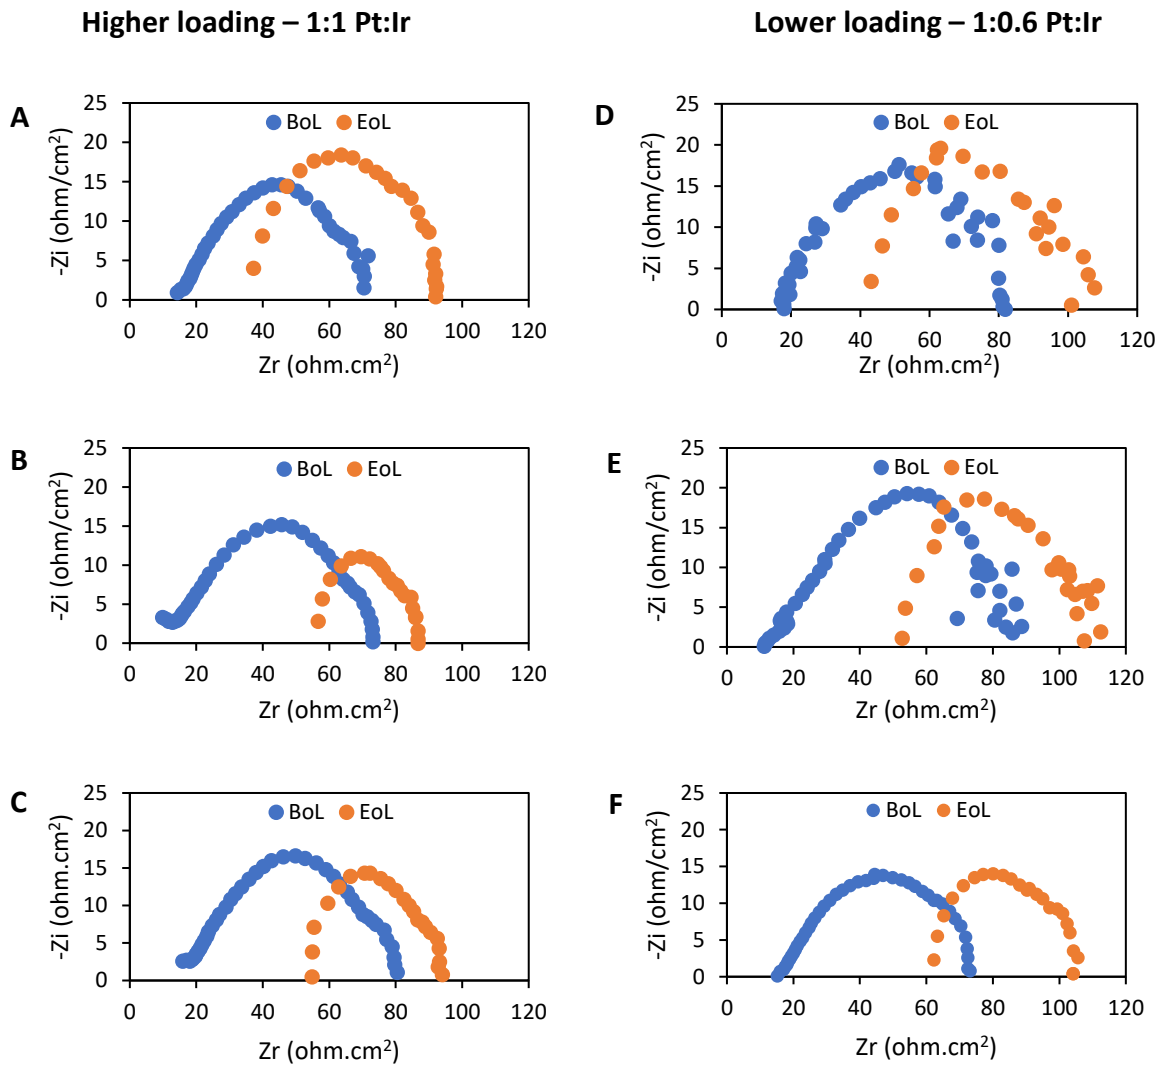 Higher loading – 1:1 Pt:Ir
Lower loading – 1:0.6 Pt:Ir
A
-Zi (ohm/cm²)
25
20
15
10
5
0
BoL EoL
0 20 40 60 80 100 120
Zr (ohm.cm²)
D
-Zi (ohm/cm²)
25
20
15
10
5
0
BoL EoL
0 20 40 60 80 100 120
Zr (ohm.cm²)
B
-Zi (ohm/cm²)
25
20
15
10
5
0
BoL EoL
0 20 40 60 80 100 120
Zr (ohm.cm²)
E
-Zi (ohm/cm²)
25
20
15
10
5
0
BoL EoL
0 20 40 60 80 100 120
Zr (ohm.cm²)
C
-Zi (ohm.cm²)
25
20
15
10
5
0
BoL EoL
0 20 40 60 80 100 120
Zr (ohm.cm²)
F
-Zi (ohm/cm²)
25
20
15
10
5
0
BoL EoL
0 20 40 60 80 100 120
Zr (ohm.cm²)